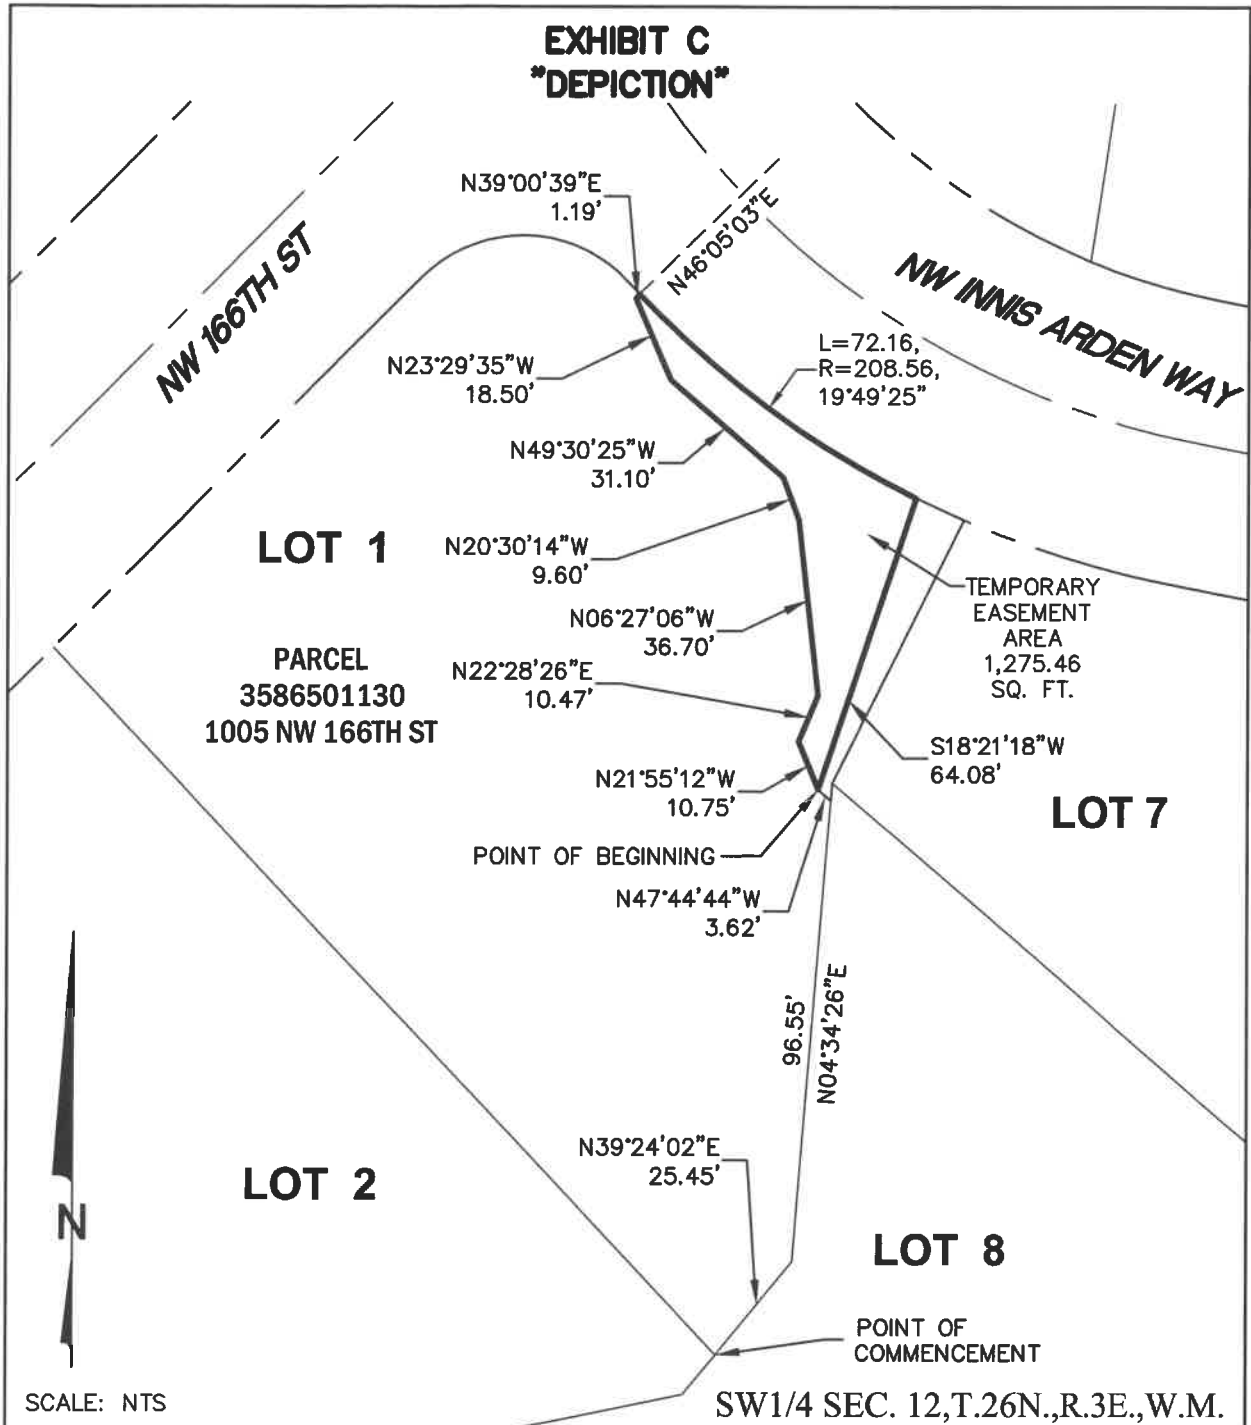 EXHIBIT C
"DEPICTION"
N39°00'39"E
1.19'
N46°05'03"E
NW 166TH ST
NW INNIS ARDEN WAY
L=72.16,
R=208.56,
19°49'25"
N23°29'35"W
18.50'
N49°30'25"W
31.10'
LOT 1
N20°30'14"W
9.60'
TEMPORARY
EASEMENT
AREA
1,275.46
SQ. FT.
N06°27'06"W
36.70'
PARCEL
3586501130
1005 NW 166TH ST
N22°28'26"E
10.47'
S18°21'18"W
64.08'
N21°55'12"W
10.75'
LOT 7
POINT OF BEGINNING
N47°44'44"W
3.62'
96.55'
N04°34'26"E
N39°24'02"E
25.45'
LOT 2
N
LOT 8
POINT OF
COMMENCEMENT
SCALE: NTS
SW1/4 SEC. 12,T.26N.,R.3E.,W.M.